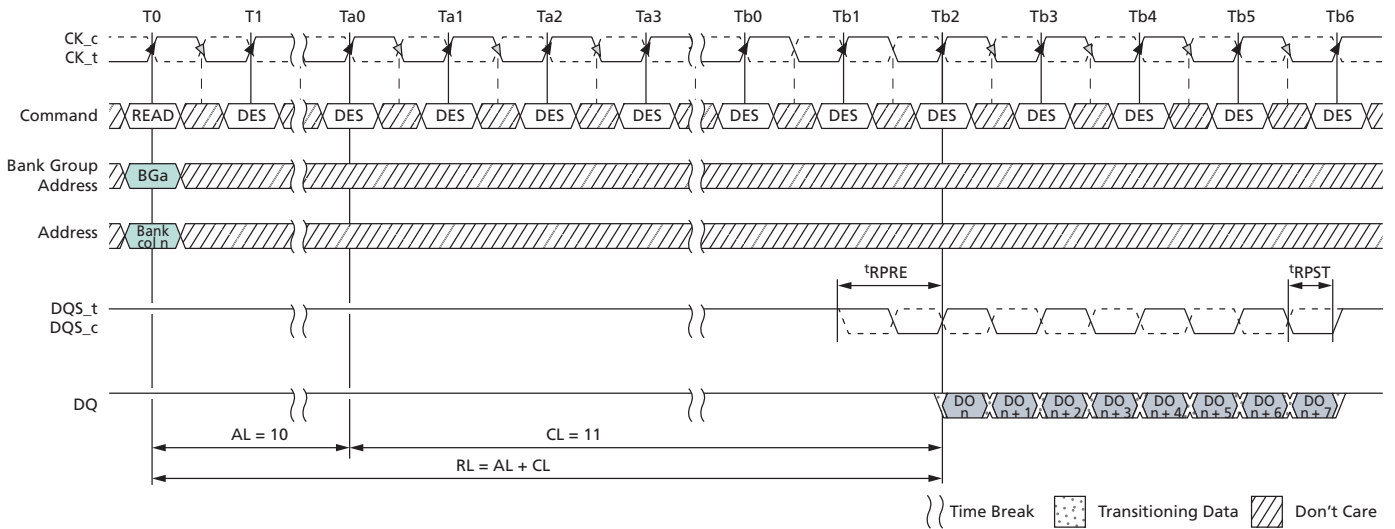 T0 T1 Ta0 Ta1 Ta2 Ta3 Tb0 Tb1 Tb2 Tb3 Tb4 Tb5 Tb6
CK_c
CK_t
Command READ DES DES DES DES DES DES DES DES DES DES DES DES
Bank Group
Address
BGa
Address
Bank
col n
tRPRE tRPST
DQS_t
DQS_c
DQ
DO n DO n + 1 DO n + 2 DO n + 3 DO n + 4 DO n + 5 DO n + 6 DO n + 7
AL = 10 CL = 11
RL = AL + CL
Time Break Transitioning Data Don't Care